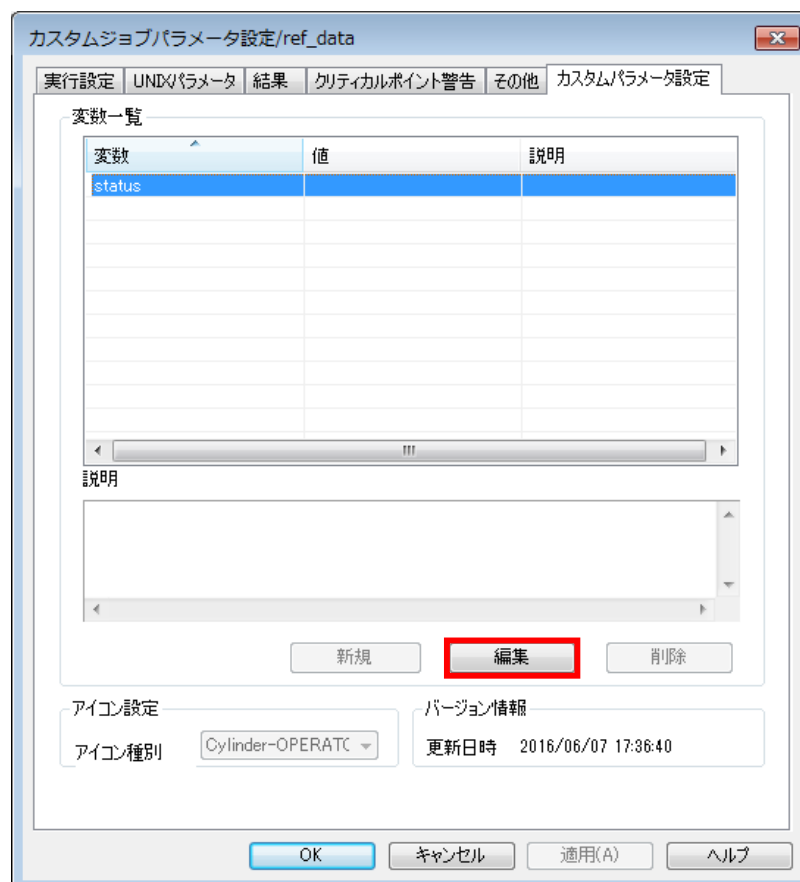 カスタムジョブパラメータ設定/ref_data
実行設定 UNIXパラメータ 結果 クリティカルポイント警告 その他 カスタムパラメータ設定
変数一覧
変数 値 説明
status
説明
新規 編集 削除
アイコン設定
アイコン種別 Cylinder-OPERATC
バージョン情報
更新日時 2016/06/07 17:36:40
OK キャンセル 適用(A) ヘルプ